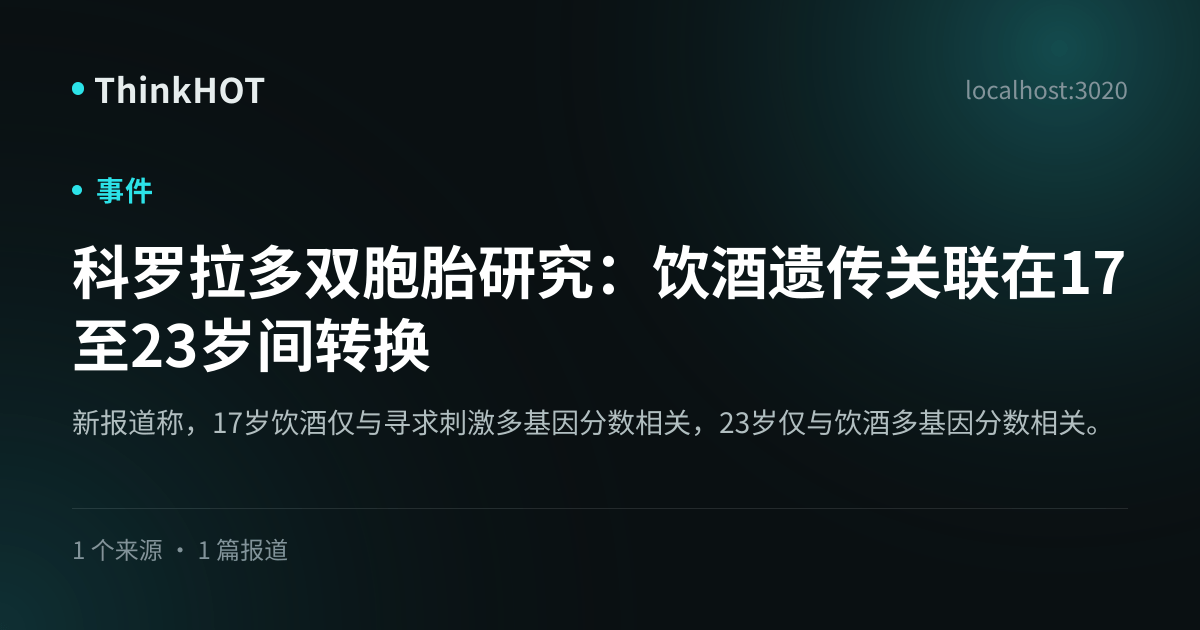 ThinkHOT
localhost:3020
事件
科罗拉多双胞胎研究：饮酒遗传关联在17
至23岁间转换
新报道称，17岁饮酒仅与寻求刺激多基因分数相关，23岁仅与饮酒多基因分数相关。
1 个来源 · 1 篇报道